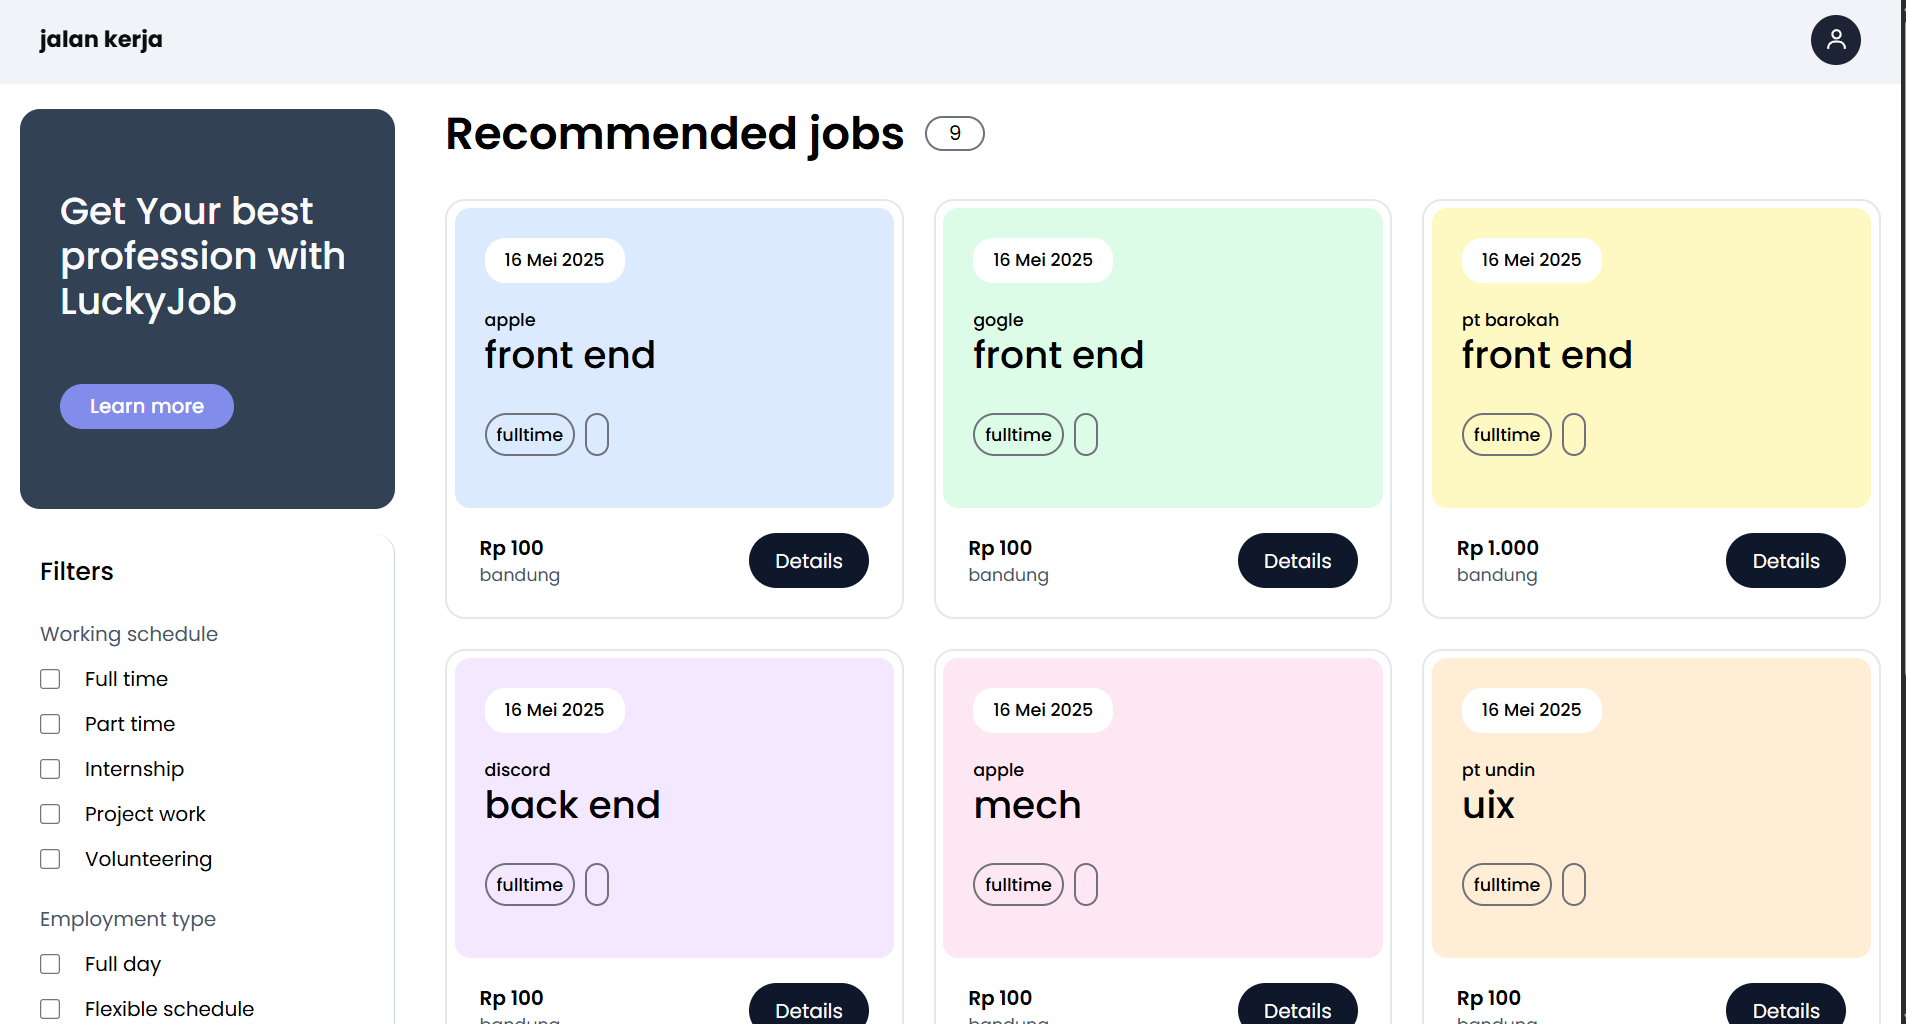 jalan kerja
Get Your best
profession with
LuckyJob
Learn more
Filters
Working schedule
Full time
Part time
Internship
Project work
Volunteering
Employment type
Full day
Flexible schedule
Recommended jobs 9
16 Mei 2025
apple
front end
fulltime
Rp 100
bandung
Details
16 Mei 2025
gogle
front end
fulltime
Rp 100
bandung
Details
16 Mei 2025
pt barokah
front end
fulltime
Rp 1.000
bandung
Details
16 Mei 2025
discord
back end
fulltime
Rp 100
bandung
Details
16 Mei 2025
apple
mech
fulltime
Rp 100
bandung
Details
16 Mei 2025
pt undin
uix
fulltime
Rp 100
bandung
Details